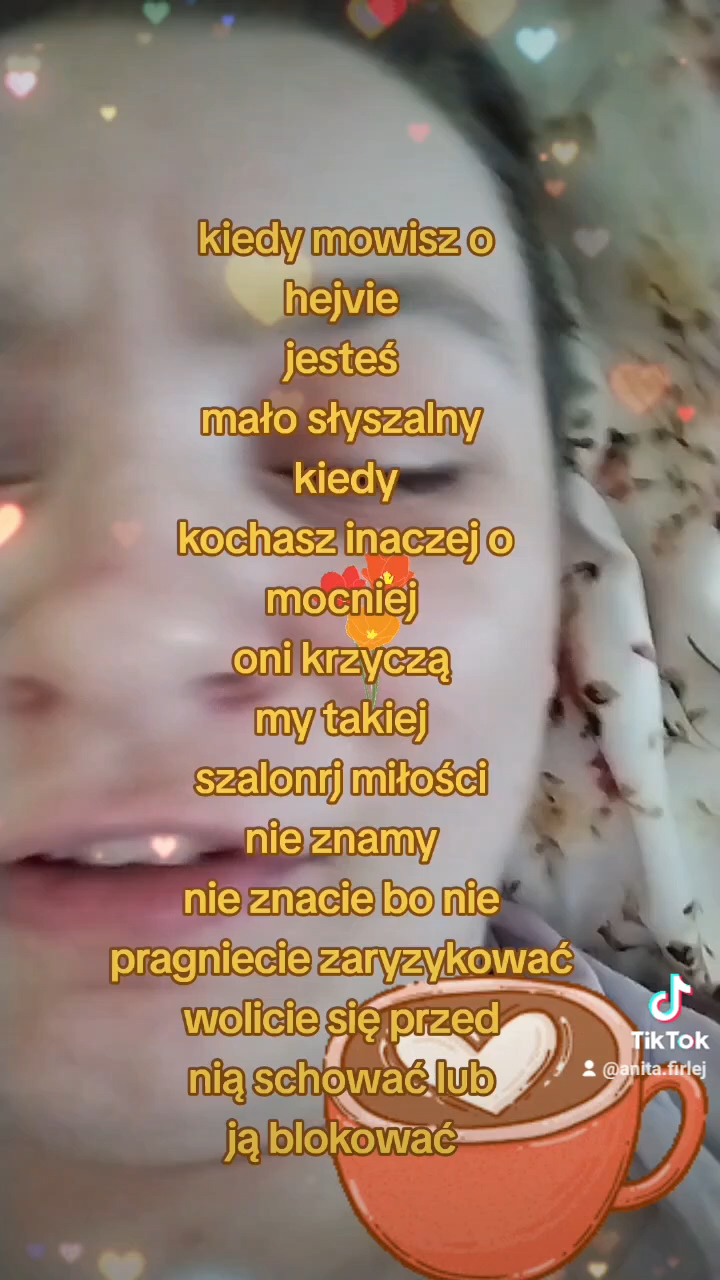 kiedy mowisz o
hejvie
jesteś
mało słyszalny
kiedy
kochasz inaczej o
mocniej
oni krzyczą
my takiej
szalonrj miłości
nie znamy
nie znacie bo nie
pragniecie zaryzykować
wolicie się przed
nią schować lub
ją blokować
TikTok
@anita.firlej